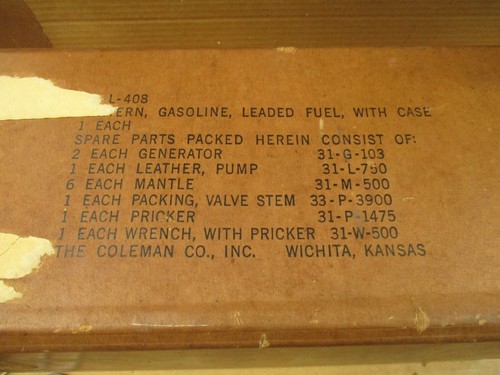 L-408
ERN, GASOLINE, LEADED FUEL, WITH CASE
1 EACH
SPARE PARTS PACKED HEREIN CONSIST OF:
2 EACH GENERATOR 31-G-103
1 EACH LEATHER, PUMP 31-L-750
6 EACH MANTLE 31-M-500
1 EACH PACKING, VALVE STEM 33-P-3900
1 EACH PRICKER 31-P-1475
1 EACH WRENCH, WITH PRICKER 31-W-500
THE COLEMAN CO., INC. WICHITA, KANSAS